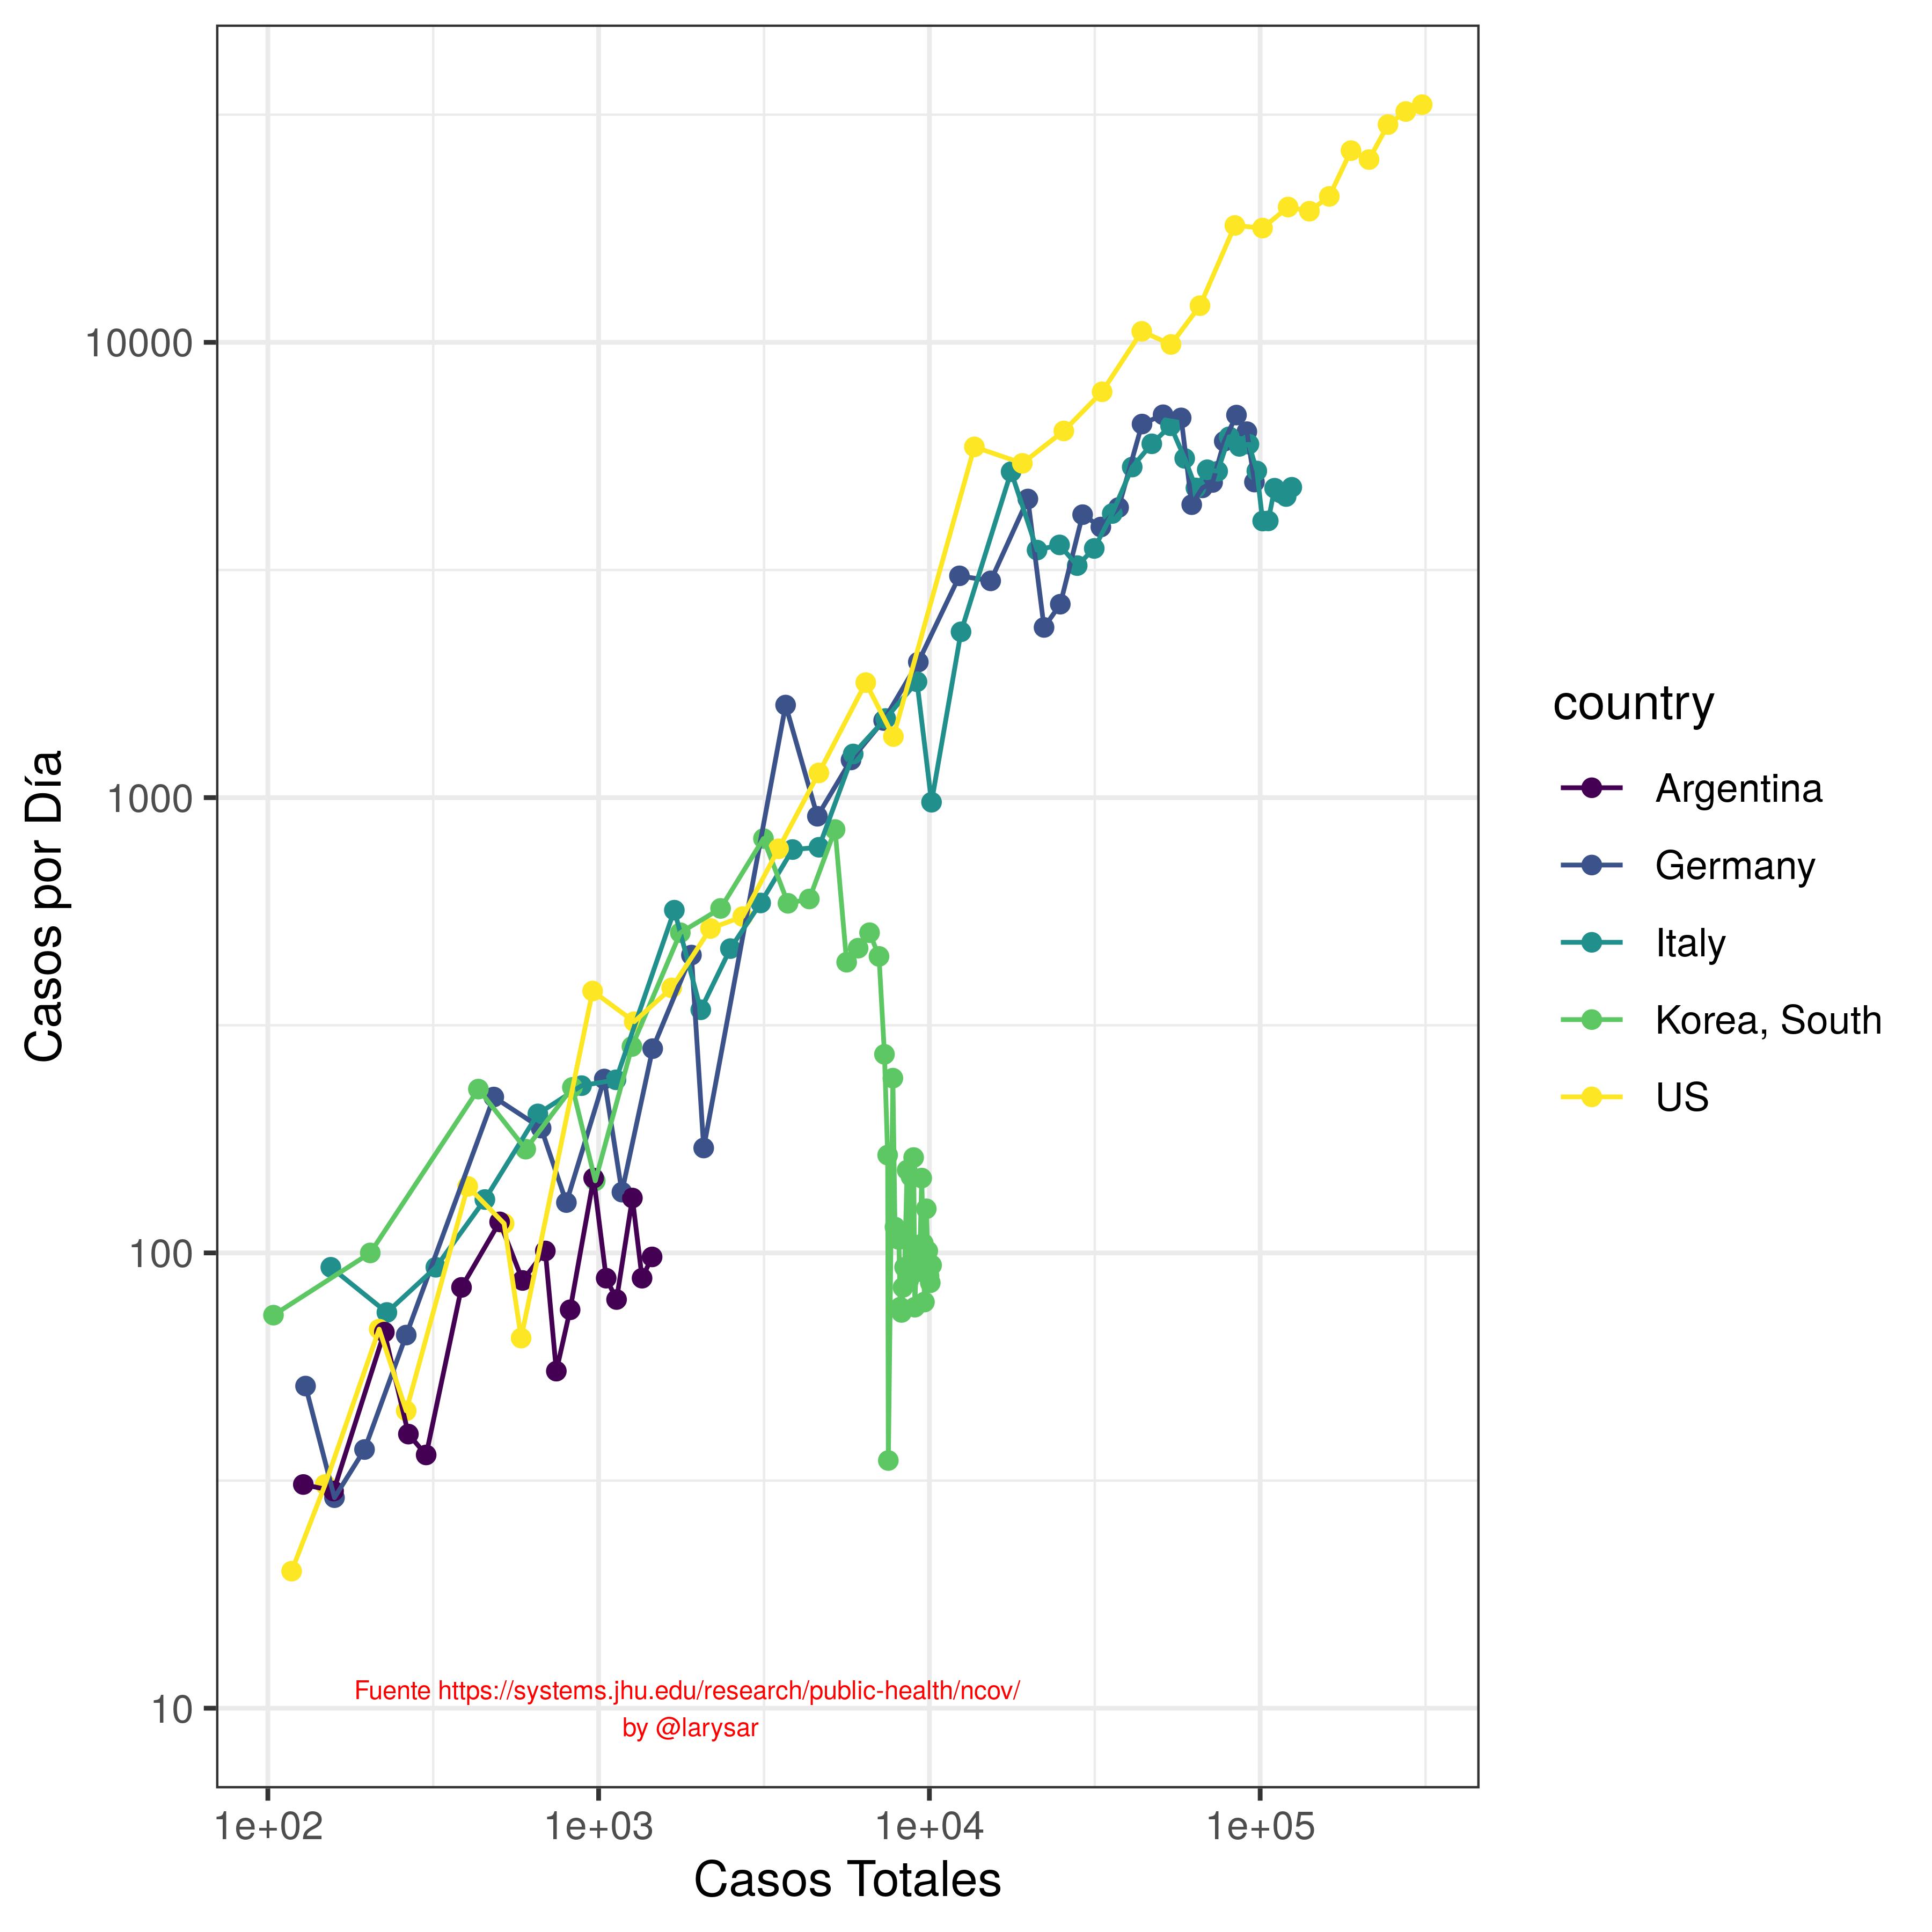 Casos por Día
10000
1000
100
10
1e+02
1e+03
1e+04
1e+05
Casos Totales
Fuente https://systems.jhu.edu/research/public-health/ncov/
by @larysar
country
Argentina
Germany
Italy
Korea, South
US